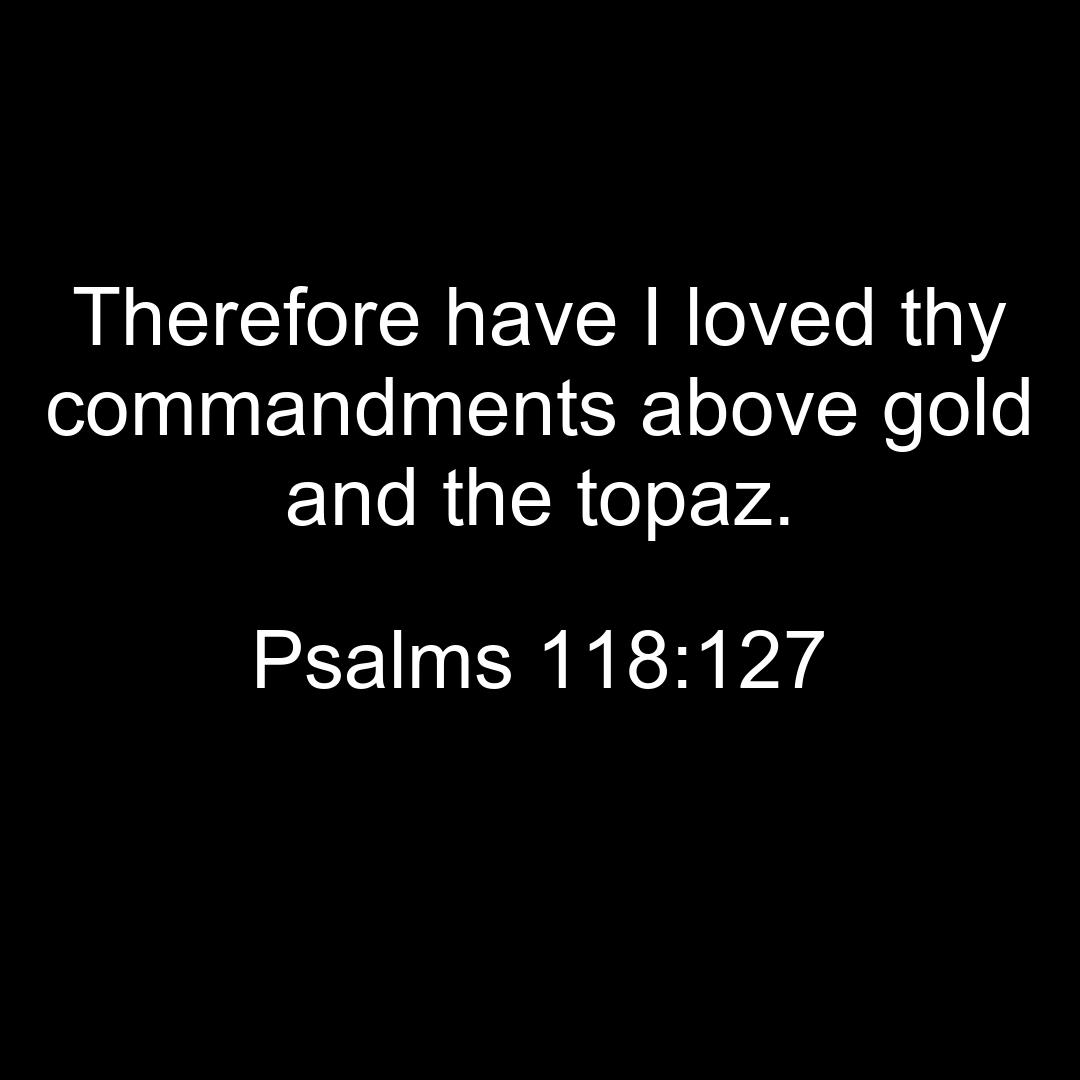 Therefore have I loved thy
commandments above gold
and the topaz.
Psalms 118:127